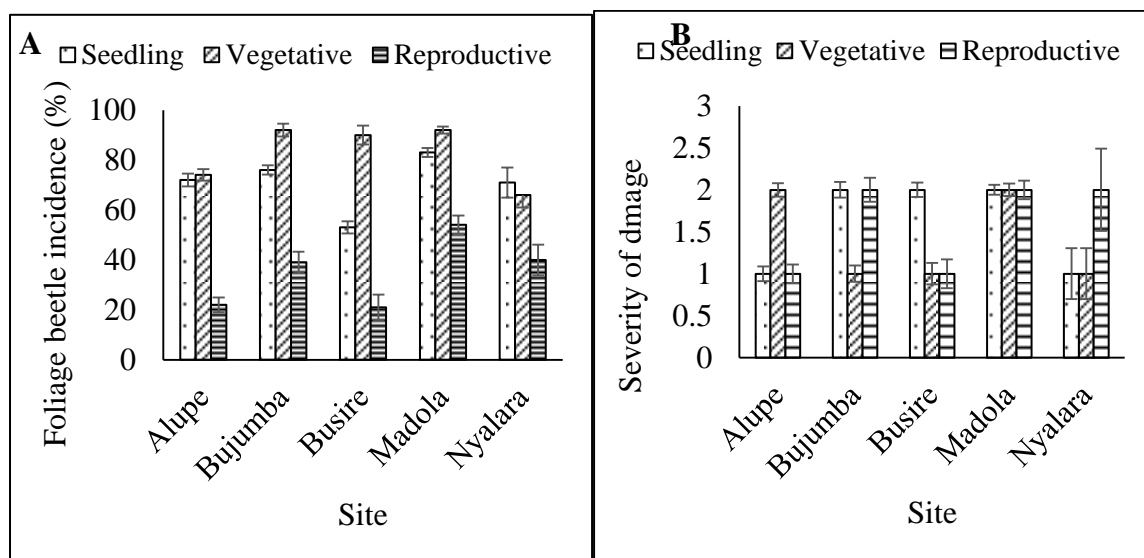 A
Seedling Vegetative Reproductive
Foliage beetle incidence (%)
100
80
60
40
20
0
Alupe
Bujumba
Busire
Madola
Nyalara
Site
B
Seedling Vegetative Reproductive
Severity of dmage
3
2.5
2
1.5
1
0.5
0
Alupe
Bujumba
Busire
Madola
Nyalara
Site